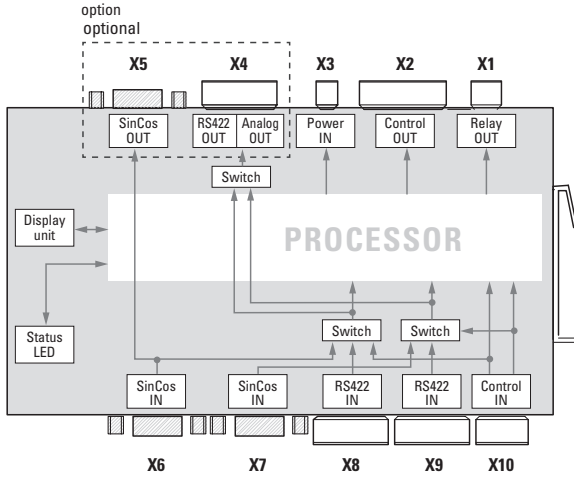 option
optional
X5 X4 X3 X2 X1
SinCos OUT
RS422 OUT
Analog OUT
Power IN
Control OUT
Relay OUT
Switch
Display unit
PROCESSOR
Status LED
Switch
Switch
SinCos IN
SinCos IN
RS422 IN
RS422 IN
Control IN
X6 X7 X8 X9 X10